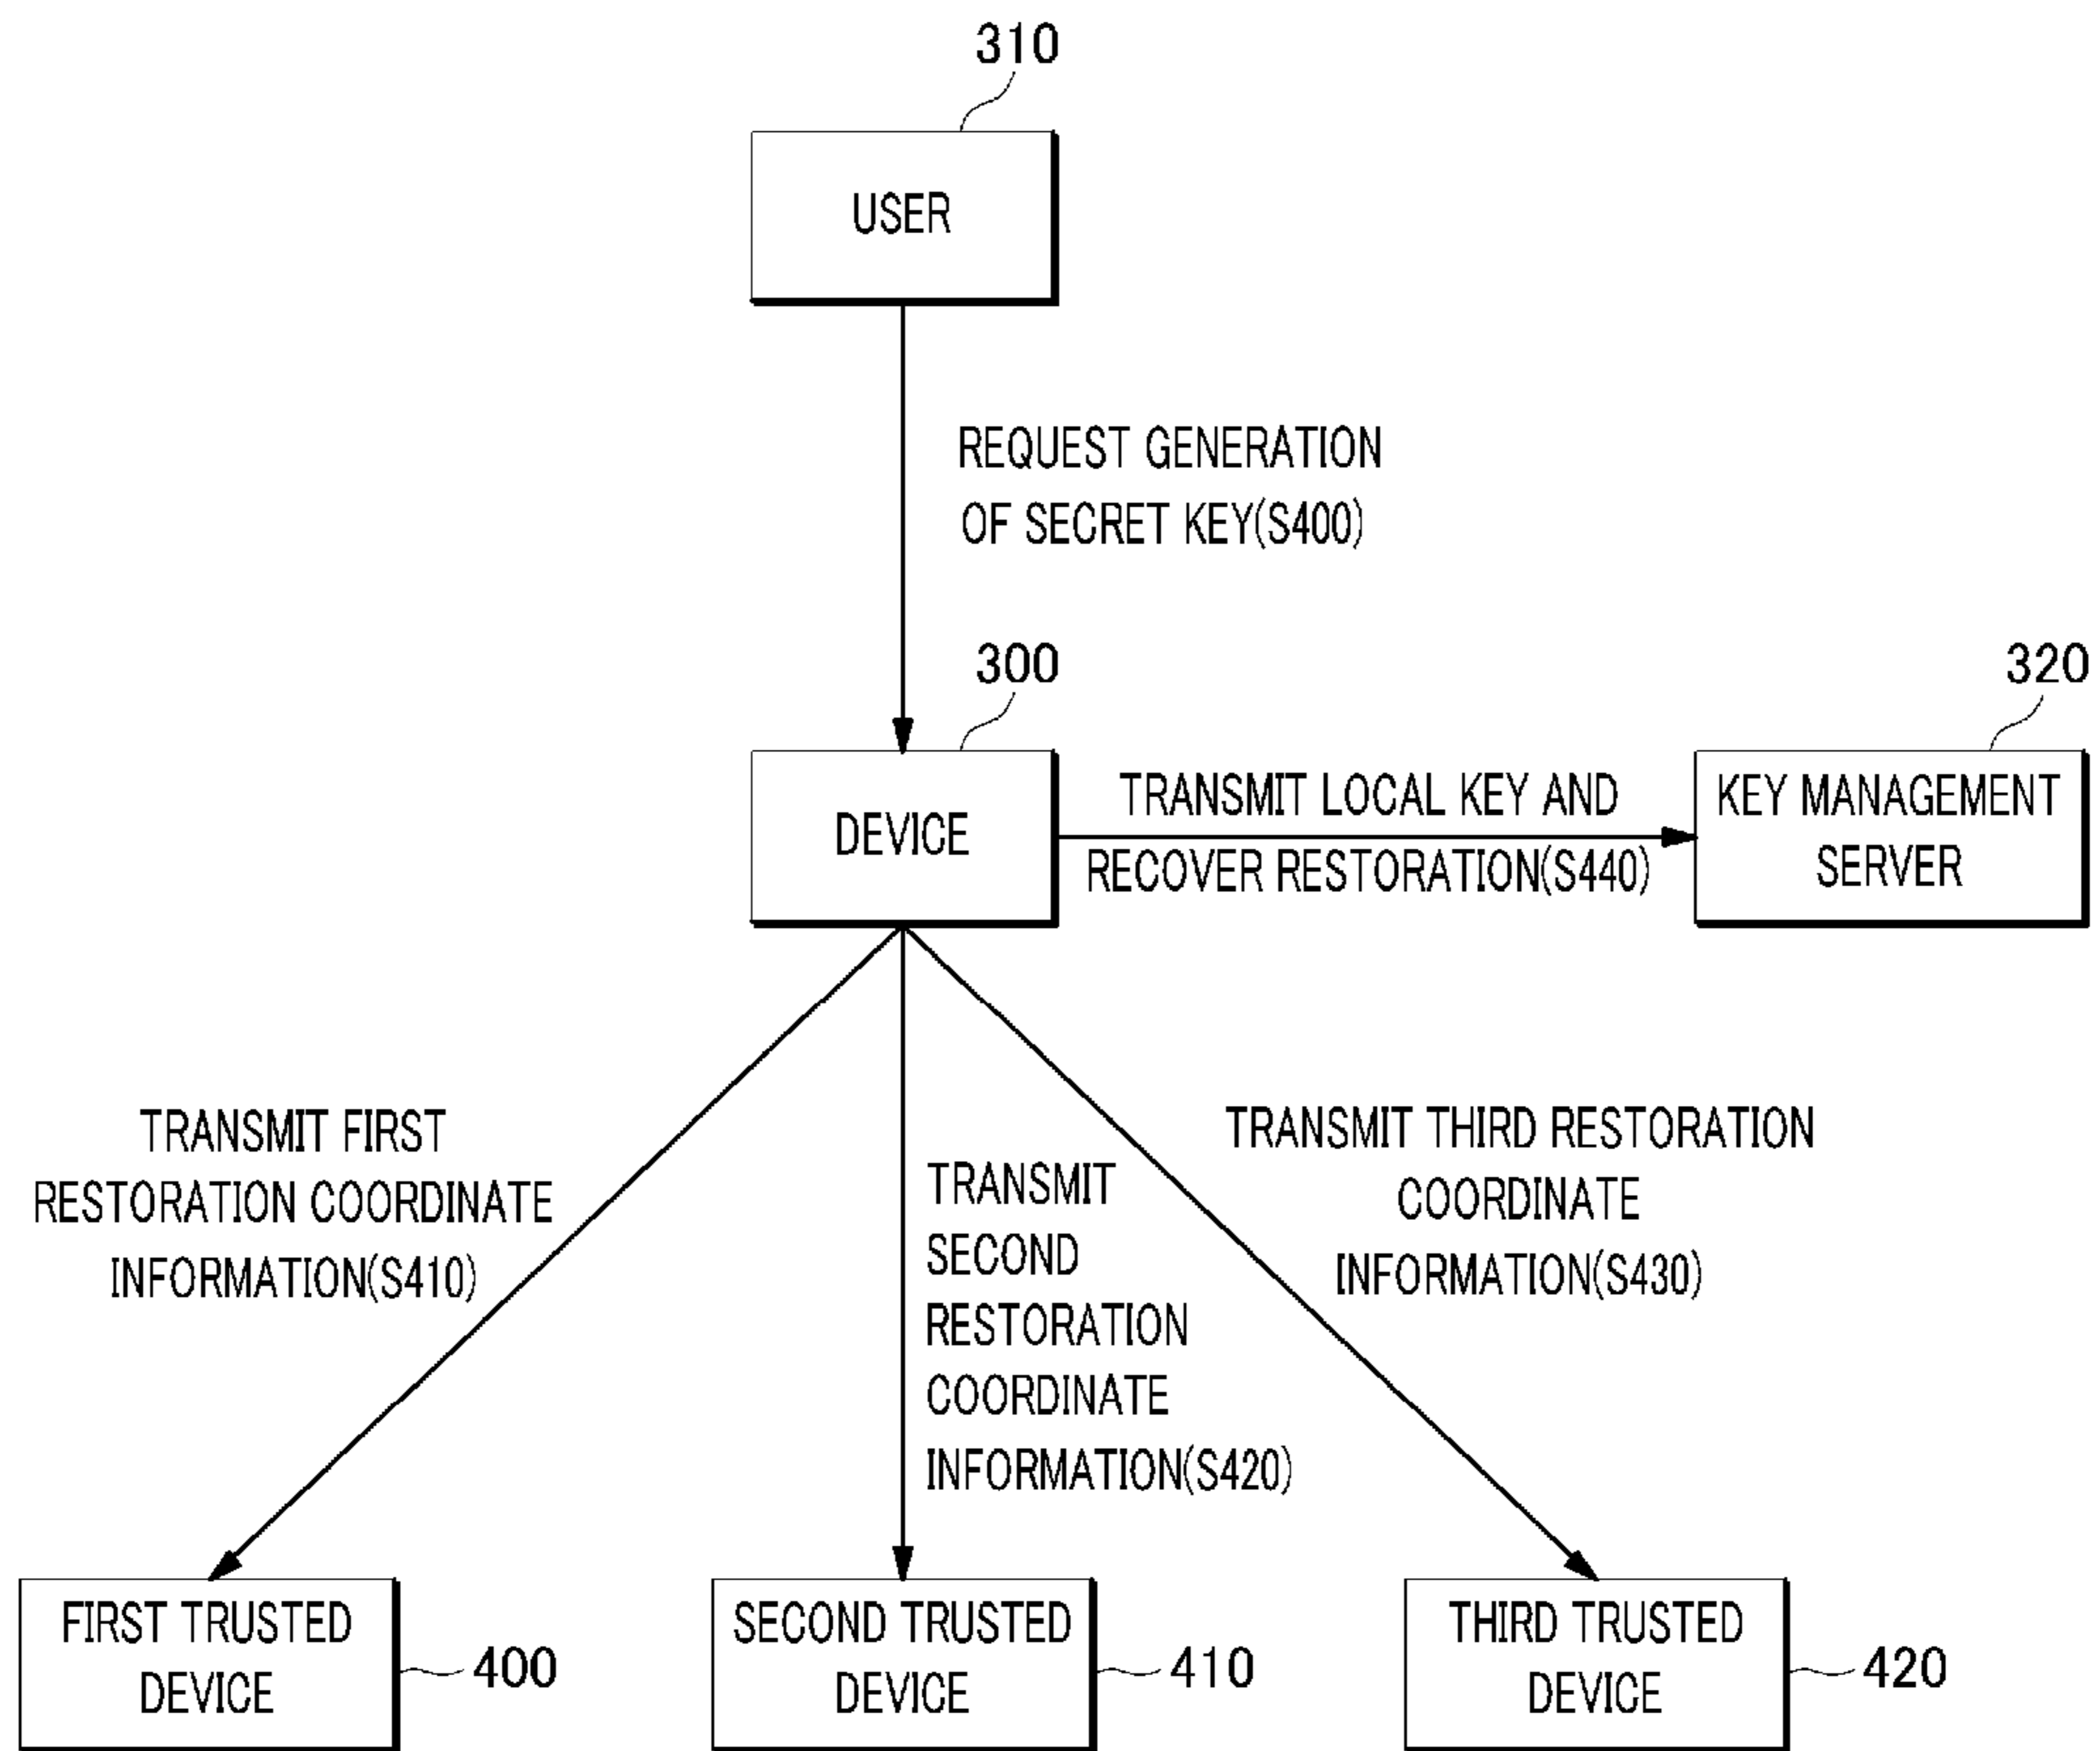 310
USER
REQUEST GENERATION
OF SECRET KEY(S400)
300
320
DEVICE
TRANSMIT LOCAL KEY AND
RECOVER RESTORATION(S440)
KEY MANAGEMENT
SERVER
TRANSMIT FIRST
RESTORATION COORDINATE
INFORMATION(S410)
TRANSMIT
SECOND
RESTORATION
COORDINATE
INFORMATION(S420)
TRANSMIT THIRD RESTORATION
COORDINATE
INFORMATION(S430)
FIRST TRUSTED
DEVICE
400
SECOND TRUSTED
DEVICE
410
THIRD TRUSTED
DEVICE
420